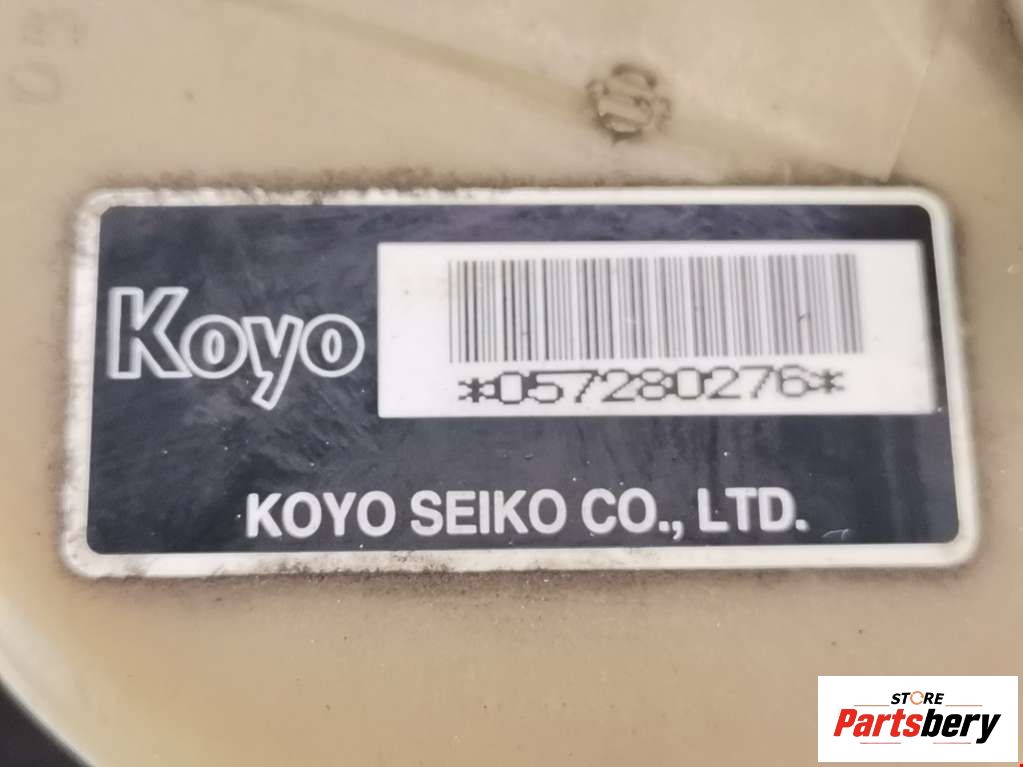 Koyo
*057280276*
KOYO SEIKO CO., LTD.
STORE
Partsbery